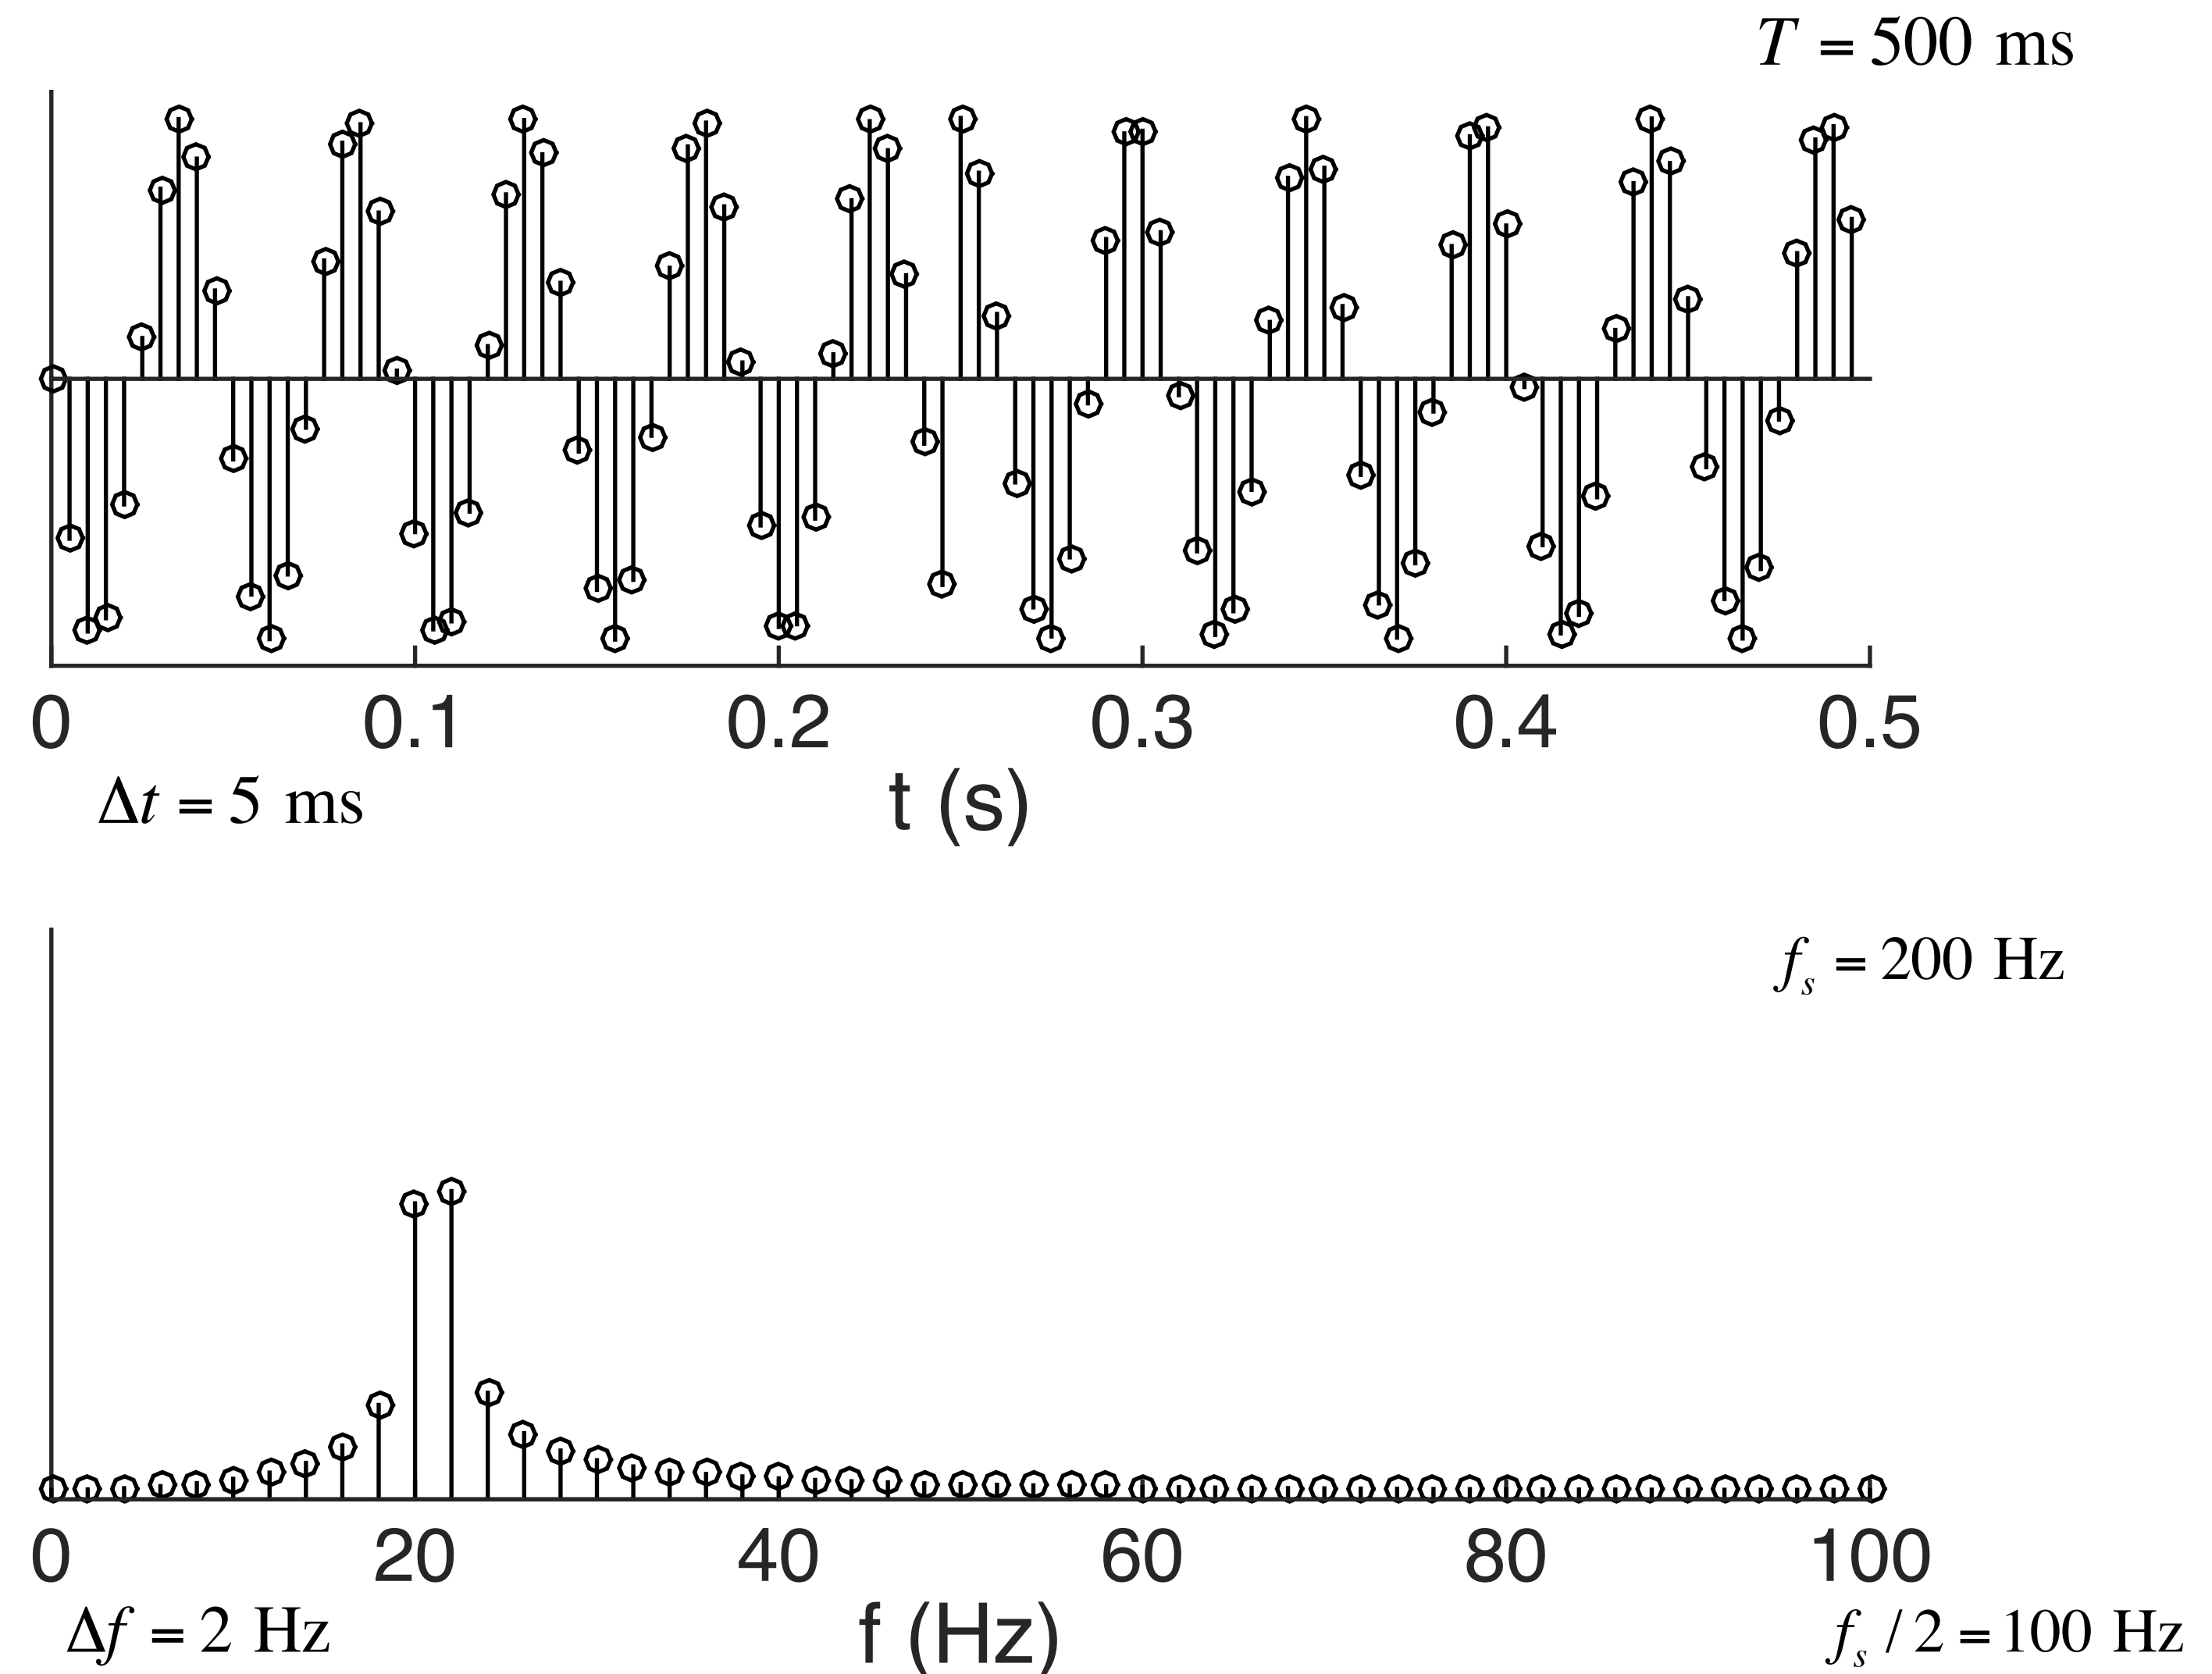 T = 500 ms
0 0.1 0.2 0.3 0.4 0.5
Δt = 5 ms
t (s)
f_s = 200 Hz
0 20 40 60 80 100
Δf = 2 Hz
f (Hz)
f_s / 2 = 100 Hz